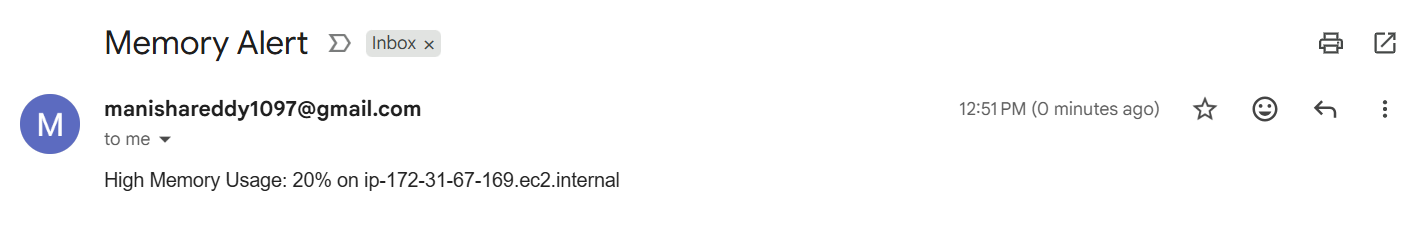 Memory Alert Inbox ×
M
manishareddy1097@gmail.com 12:51 PM (0 minutes ago)
to me
High Memory Usage: 20% on ip-172-31-67-169.ec2.internal